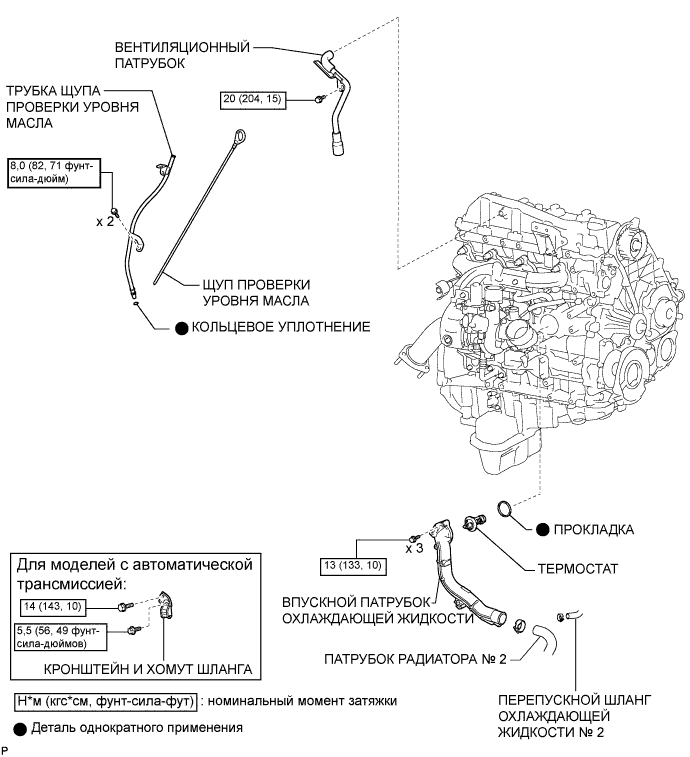 ВЕНТИЛЯЦИОННЫЙ
ПАТРУБОК
ТРУБКА ЩУПА
ПРОВЕРКИ УРОВНЯ
МАСЛА
20 (204, 15)
8,0 (82, 71 фунт-
сила-дюйм)
x 2
ЩУП ПРОВЕРКИ
УРОВНЯ МАСЛА
КОЛЬЦЕВОЕ УПЛОТНЕНИЕ
ПРОКЛАДКА
x 3
13 (133, 10)
ТЕРМОСТАТ
Для моделей с автоматической
трансмиссией:
14 (143, 10)
5,5 (56, 49 фунт-
сила-дюймов)
КРОНШТЕЙН И ХОМУТ ШЛАНГА
ВПУСКНОЙ ПАТРУБОК
ОХЛАЖДАЮЩЕЙ ЖИДКОСТИ
ПАТРУБОК РАДИАТОРА № 2
ПЕРЕПУСКНОЙ ШЛАНГ
ОХЛАЖДАЮЩЕЙ
ЖИДКОСТИ № 2
Н*м (кгс*см, фунт-сила-фут) : номинальный момент затяжки
Деталь однократного применения
P